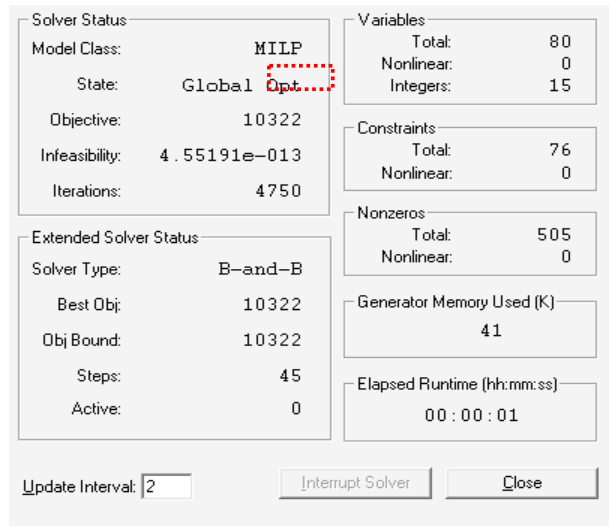 Solver Status
Model Class: MILP
State: Global Opt
Objective: 10322
Infeasibility: 4.55191e-013
Iterations: 4750
Extended Solver Status
Solver Type: B-and-B
Best Obj: 10322
Obj Bound: 10322
Steps: 45
Active: 0
Update Interval: 2
Variables
Total: 80
Nonlinear: 0
Integers: 15
Constraints
Total: 76
Nonlinear: 0
Nonzeros
Total: 505
Nonlinear: 0
Generator Memory Used (K)
41
Elapsed Runtime (hh:mm:ss)
00:00:01
Interrupt Solver
Close